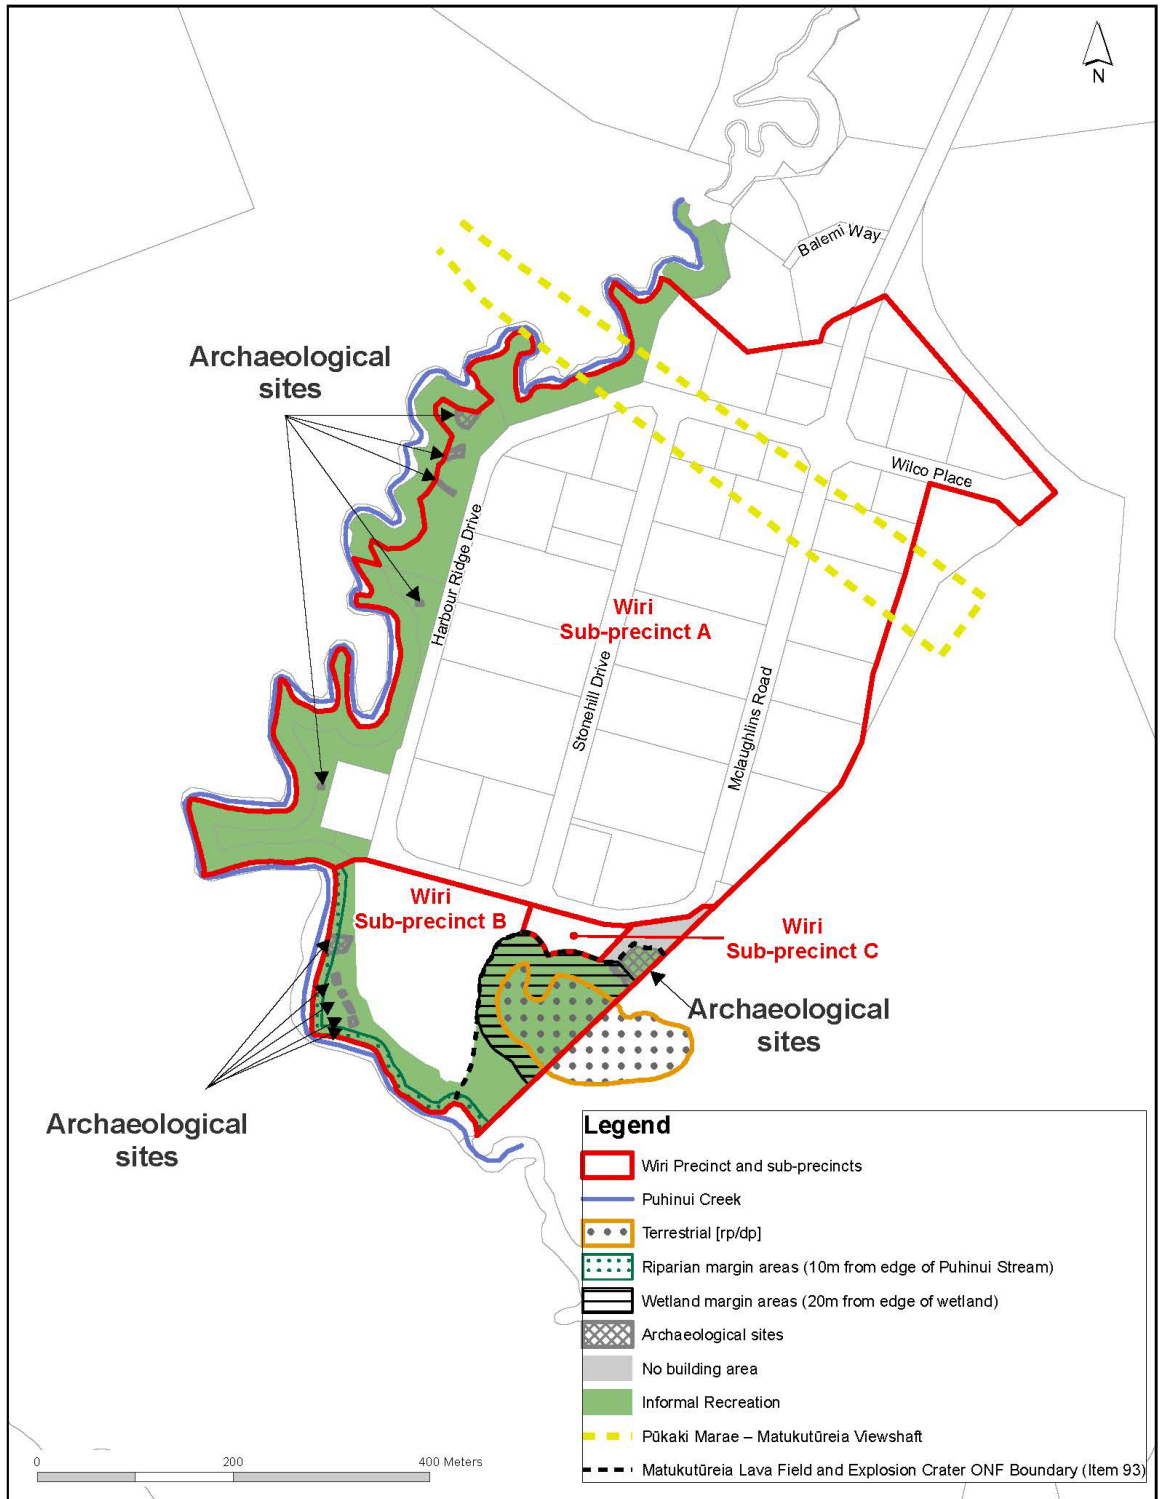 N
Balemi Way
Archaeological
sites
Wilco Place
Harbour Ridge Drive
Wiri
Sub-precinct A
Stonehill Drive
Mclaughlins Road
Wiri
Sub-precinct B
Wiri
Sub-precinct C
Archaeological
sites
Archaeological
sites
Legend
Wiri Precinct and sub-precincts
Puhinui Creek
Terrestrial [rp/dp]
Riparian margin areas (10m from edge of Puhinui Stream)
Wetland margin areas (20m from edge of wetland)
Archaeological sites
No building area
Informal Recreation
Pūkaki Marae – Matukutūreia Viewshaft
Matukutūreia Lava Field and Explosion Crater ONF Boundary (Item 93)
0 200 400 Meters